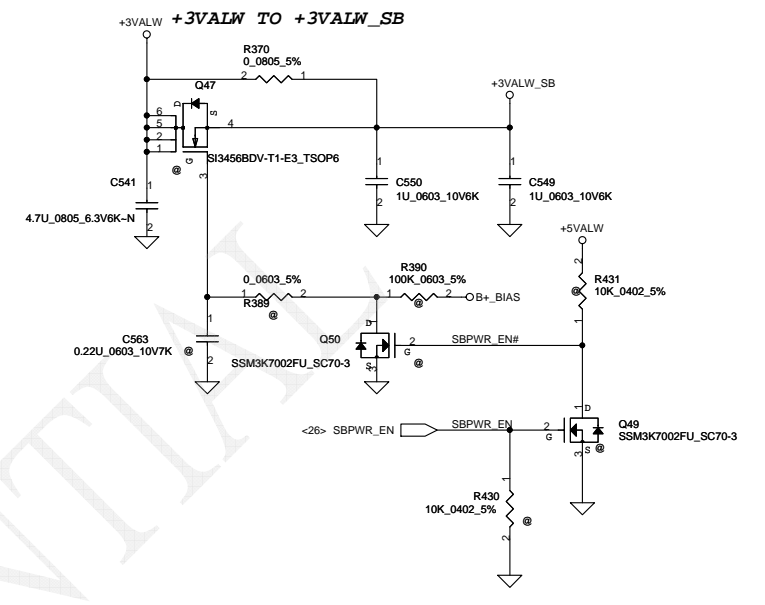 +3VALW TO +3VALW_SB
+3VALW
R370
0_0805_5%
2
1
Q47
+3VALW_SB
D
S
6
5
2
1
4
G
SI3456BDV-T1-E3_TSOP6
@
3
C541
1
2
4.7U_0805_6.3V6K~N
1
2
C550
1U_0603_10V6K
1
2
C549
1U_0603_10V6K
+5VALW
2
R431
10K_0402_5%
@
1
0_0603_5%
1
2
R389
@
R390
100K_0603_5%
1
2
@
B+_BIAS
C563
0.22U_0603_10V7K
1
2
@
Q50
SSM3K7002FU_SC70-3
D
1
S
3
G
2
@
SBPWR_EN#
<26> SBPWR_EN
SBPWR_EN
2
G
1
D
Q49
SSM3K7002FU_SC70-3
S
@
3
R430
10K_0402_5%
1
2
@
NTIAL